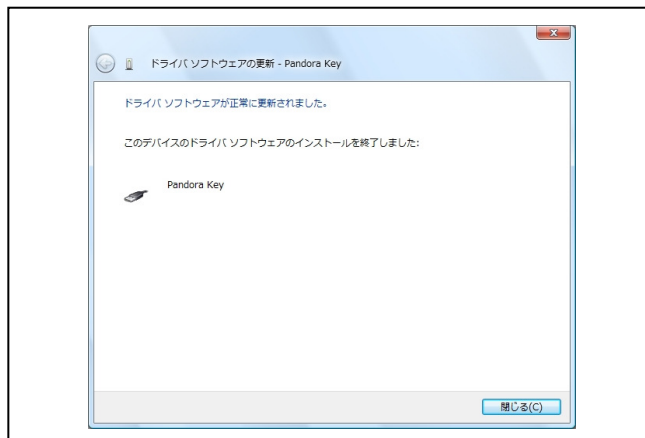 ドライバ ソフトウェアの更新 - Pandora Key
ドライバ ソフトウェアが正常に更新されました。
このデバイスのドライバ ソフトウェアのインストールを終了しました:
Pandora Key
閉じる(C)